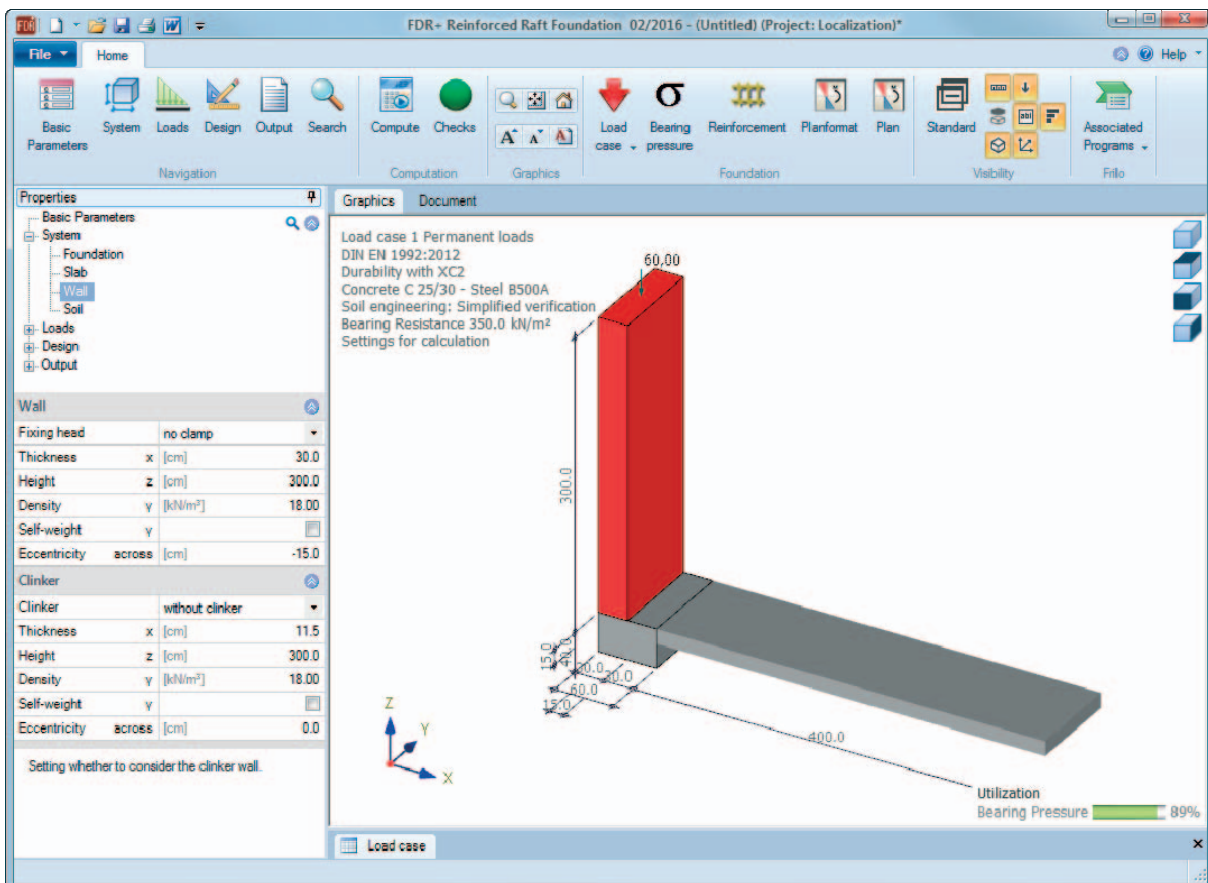 FDR FDR+ Reinforced Raft Foundation 02/2016 - (Untitled) (Project: Localization)*
File Home Help
Basic Parameters
System
Loads
Design
Output
Search
Compute
Checks
Load case
Bearing pressure
Reinforcement
Planformat
Plan
Standard
Associated Programs
Navigation
Computation
Graphics
Foundation
Visibility
Frilo
Properties
Basic Parameters
System
Foundation
Slab
Wall
Soil
Loads
Design
Output
Wall
Fixing head no clamp
Thickness x [cm] 30.0
Height z [cm] 300.0
Density γ [kN/m³] 18.00
Self-weight γ
Eccentricity across [cm] -15.0
Clinker
Clinker without clinker
Thickness x [cm] 11.5
Height z [cm] 300.0
Density γ [kN/m³] 18.00
Self-weight γ
Eccentricity across [cm] 0.0
Setting whether to consider the clinker wall.
Graphics Document
Load case 1 Permanent loads
DIN EN 1992:2012
Durability with XC2
Concrete C 25/30 - Steel B500A
Soil engineering: Simplified verification
Bearing Resistance 350.0 kN/m²
Settings for calculation
60,00
300.0
15.0
40.0
30.0
60.0
15.0
400.0
Z
Y
X
Utilization
Bearing Pressure 89%
Load case